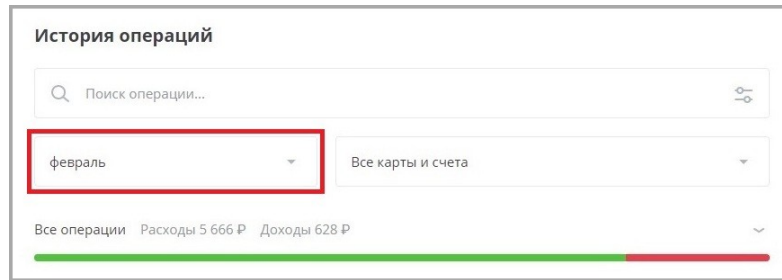 История операций
Поиск операции...
февраль
Все карты и счета
Все операции Расходы 5 666 ₽ Доходы 628 ₽